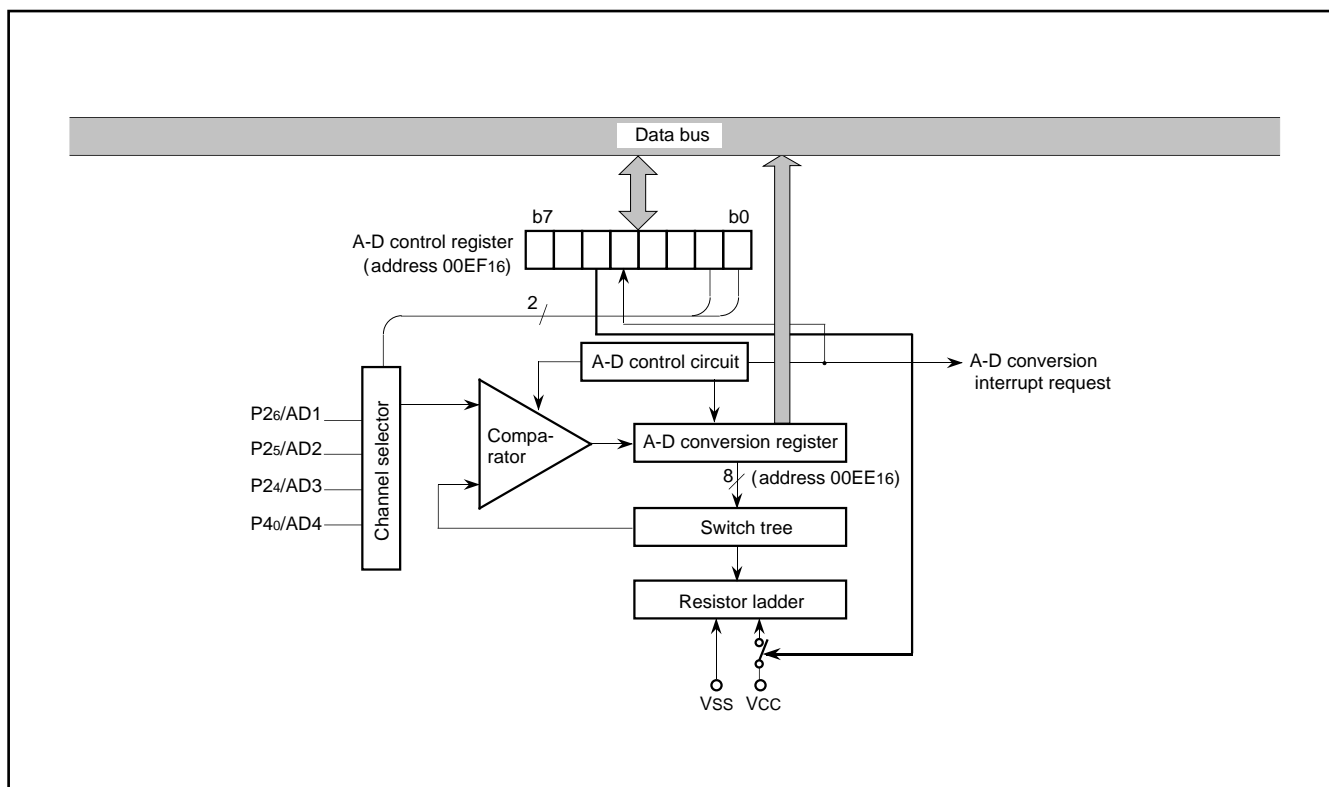 Data bus
b7
b0
A-D control register
(address 00EF16)
2
A-D control circuit
A-D conversion
interrupt request
P26/AD1
P25/AD2
P24/AD3
P40/AD4
Channel selector
Compa-
rator
A-D conversion register
8
(address 00EE16)
Switch tree
Resistor ladder
VSS
VCC